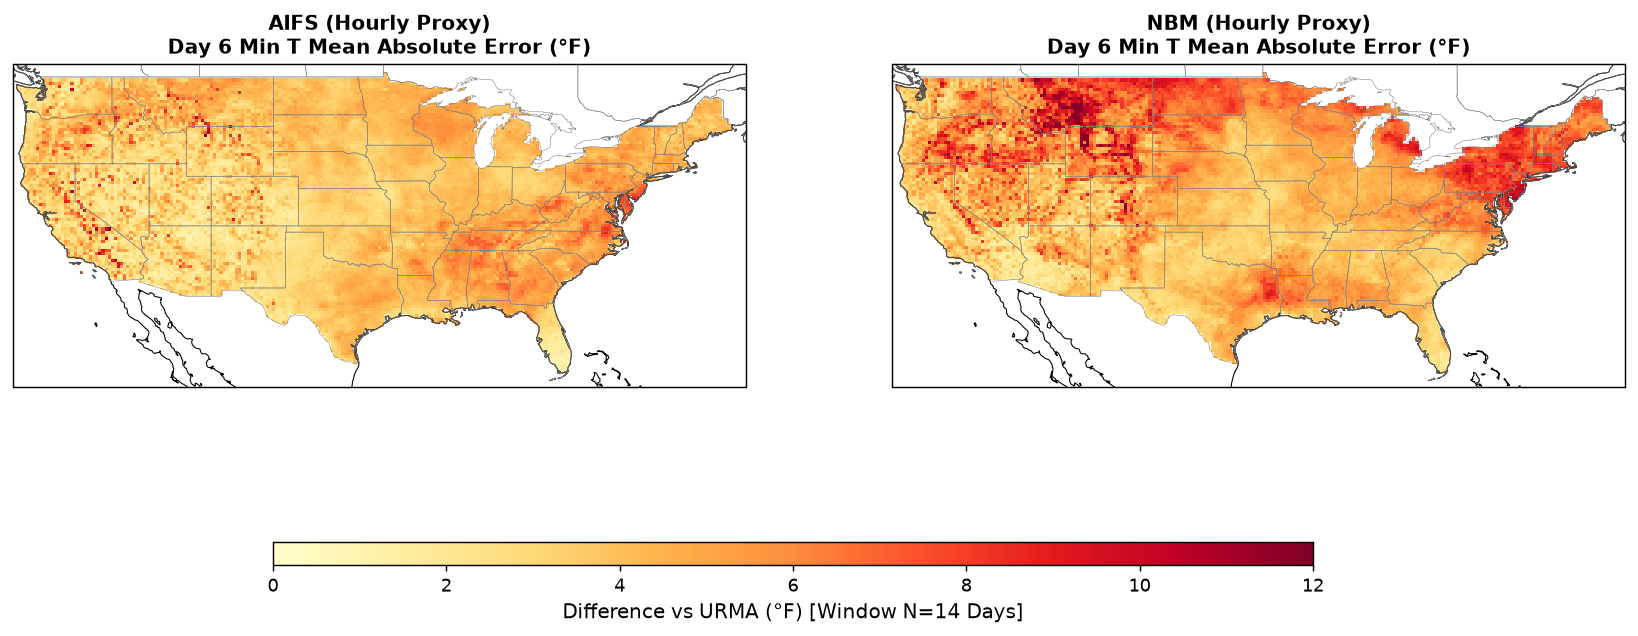 AIFS (Hourly Proxy)
Day 6 Min T Mean Absolute Error (°F)
NBM (Hourly Proxy)
Day 6 Min T Mean Absolute Error (°F)
0 2 4 6 8 10 12
Difference vs URMA (°F) [Window N=14 Days]